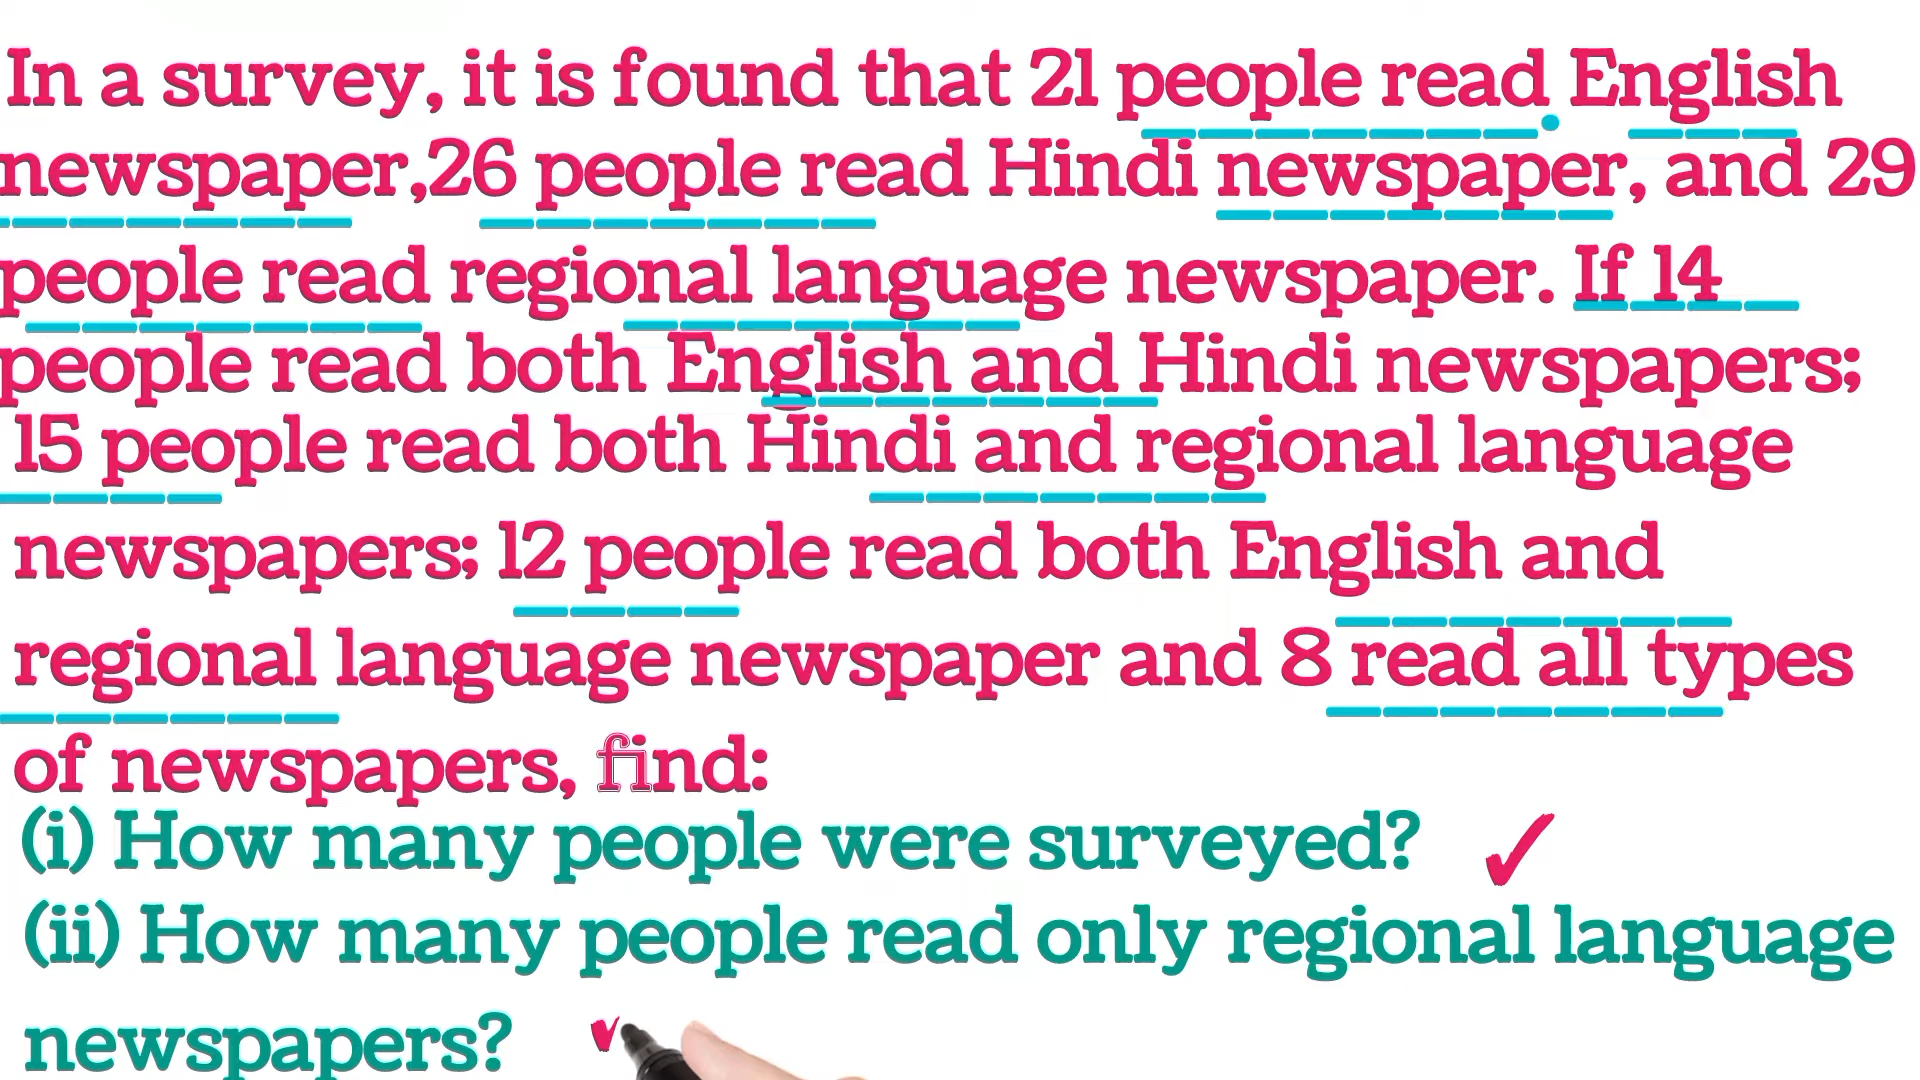 In a survey, it is found that 21 people read English
newspaper,26 people read Hindi newspaper, and 29
people read regional language newspaper. If 14
people read both English and Hindi newspapers;
15 people read both Hindi and regional language
newspapers; 12 people read both English and
regional language newspaper and 8 read all types
of newspapers, find:
(i) How many people were surveyed?
(ii) How many people read only regional language
newspapers?